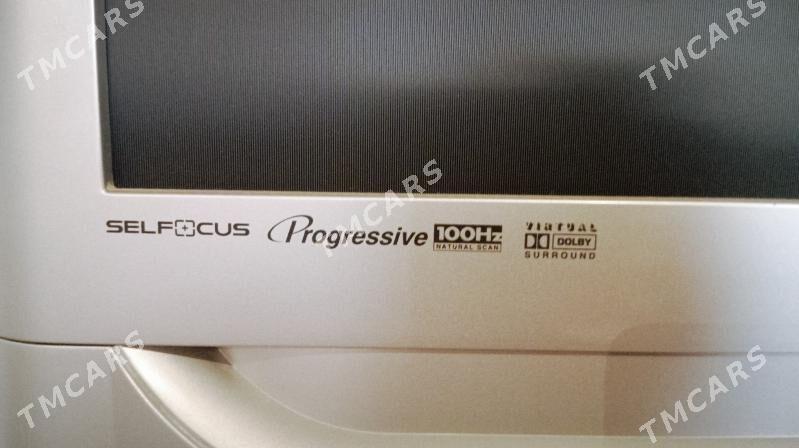 TMCARS
TMCARS
TMCARS
SELFOCUS Progressive 100Hz NATURAL SCAN
VIRTUAL
DOLBY
SURROUND
TMCARS
TMCARS